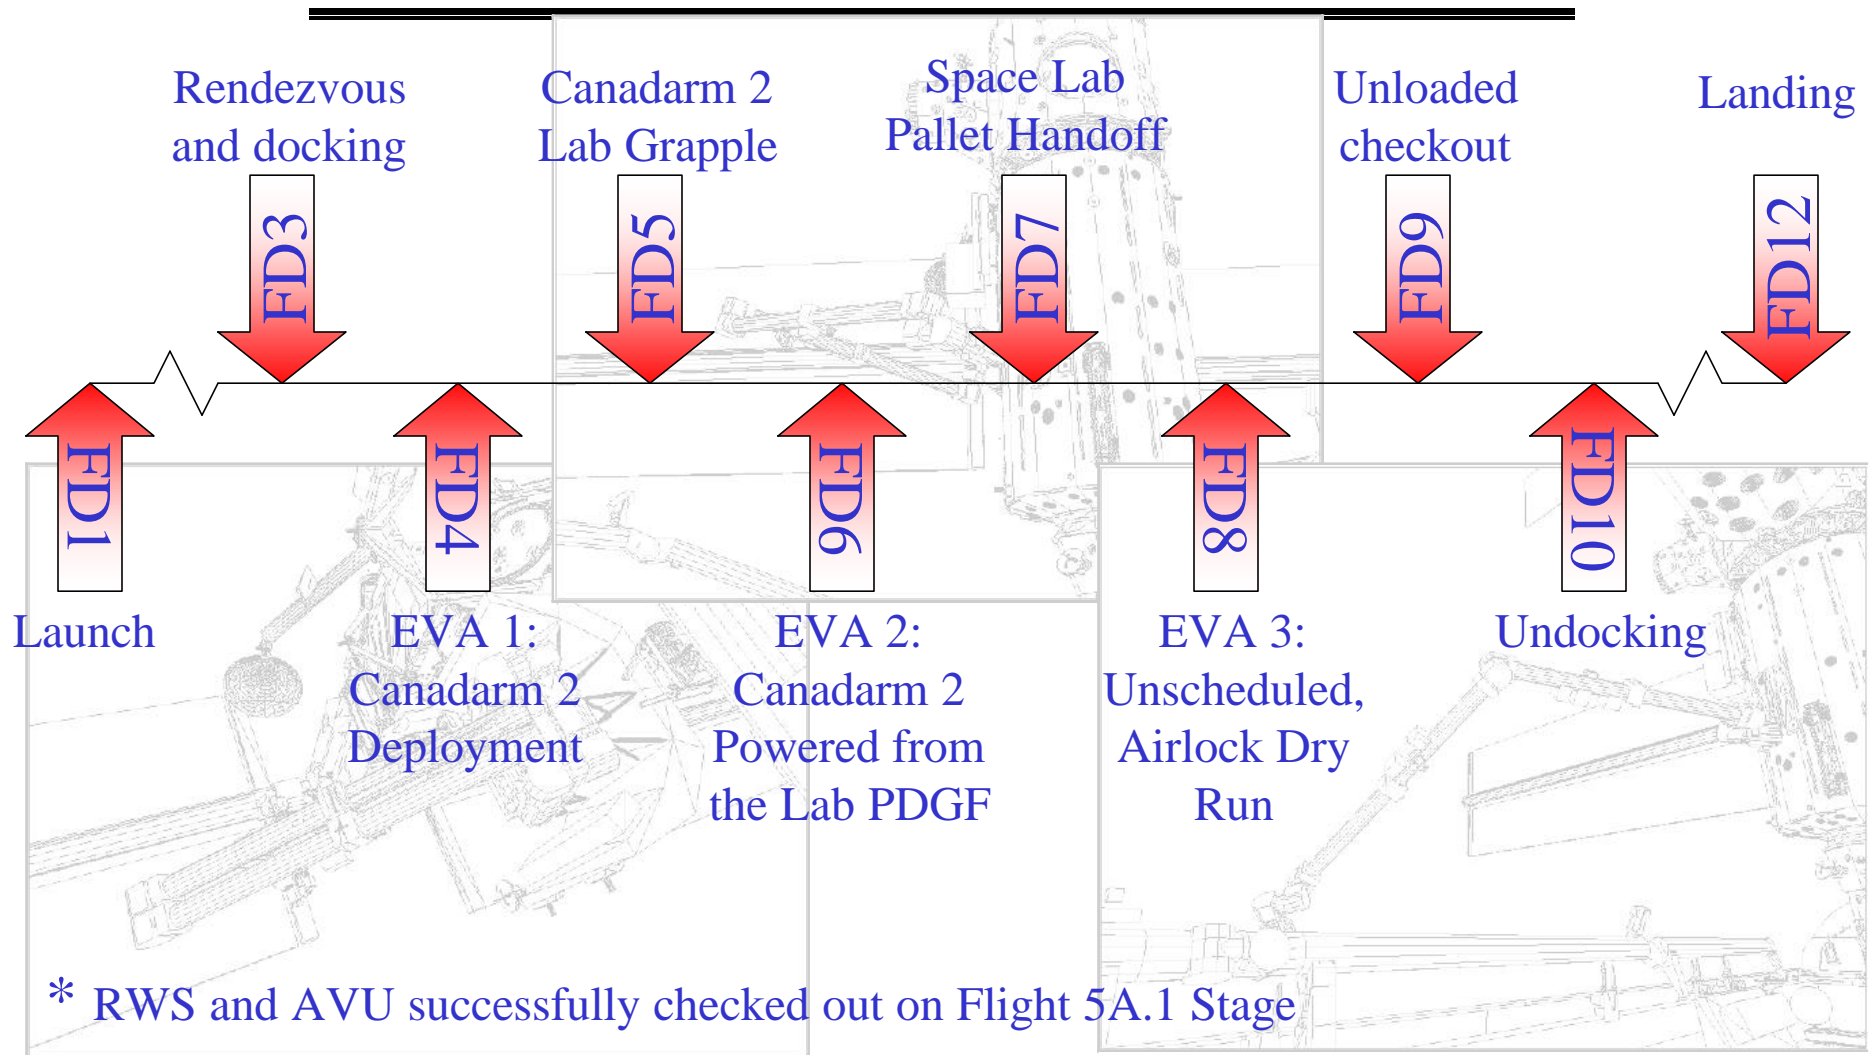 Rendezvous
and docking
Canadarm 2
Lab Grapple
Space Lab
Pallet Handoff
Unloaded
checkout
Landing
FD3
FD5
FD7
FD9
FD12
FD1
FD4
FD6
FD8
FD10
Launch
EVA 1:
Canadarm 2
Deployment
EVA 2:
Canadarm 2
Powered from
the Lab PDGF
EVA 3:
Unscheduled,
Airlock Dry
Run
Undocking
* RWS and AVU successfully checked out on Flight 5A.1 Stage